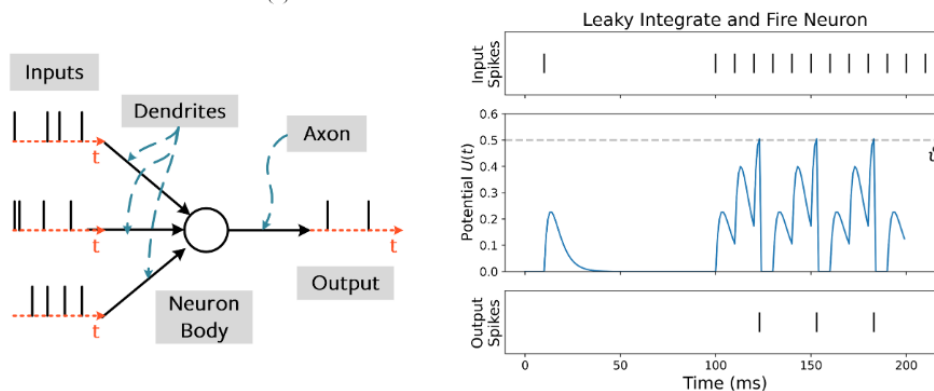 Inputs
Dendrites
Axon
t
t
t
t
Output
Neuron
Body
Leaky Integrate and Fire Neuron
Input
Spikes
Potential U(t)
0.6
0.5
0.4
0.3
0.2
0.1
0.0
Output
Spikes
0
50
100
150
200
Time (ms)